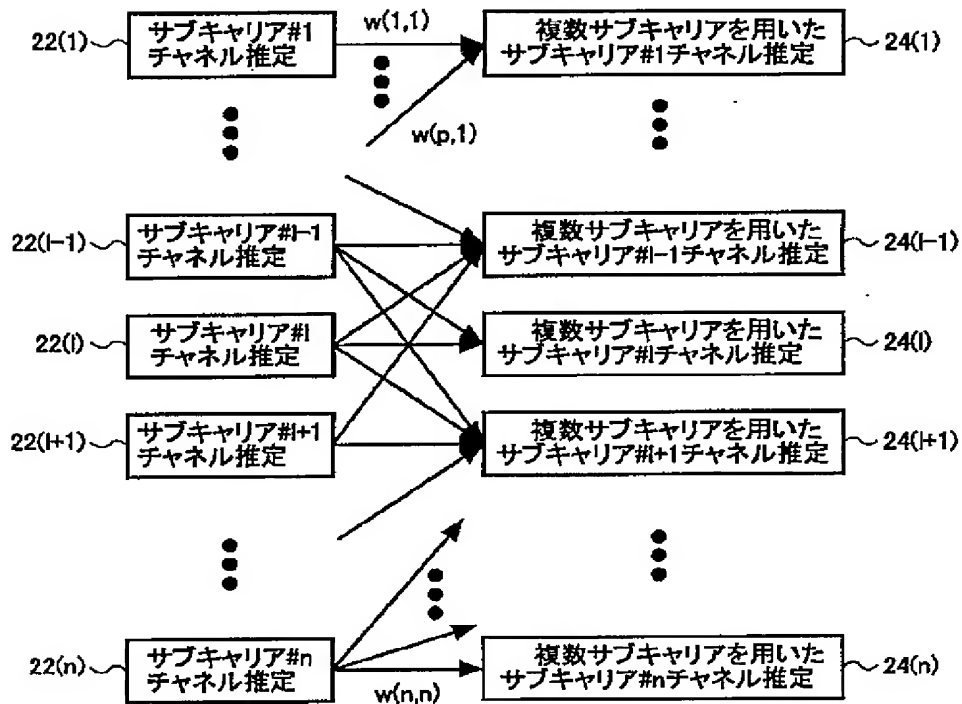 22(1)
サブキャリア#1
チャネル推定
w(1,1)
複数サブキャリアを用いた
サブキャリア#1チャネル推定
24(1)
w(p,1)
22(l−1)
サブキャリア#l−1
チャネル推定
複数サブキャリアを用いた
サブキャリア#l−1チャネル推定
24(l−1)
22(l)
サブキャリア#l
チャネル推定
複数サブキャリアを用いた
サブキャリア#lチャネル推定
24(l)
22(l+1)
サブキャリア#l+1
チャネル推定
複数サブキャリアを用いた
サブキャリア#l+1チャネル推定
24(l+1)
22(n)
サブキャリア#n
チャネル推定
w(n,n)
複数サブキャリアを用いた
サブキャリア#nチャネル推定
24(n)